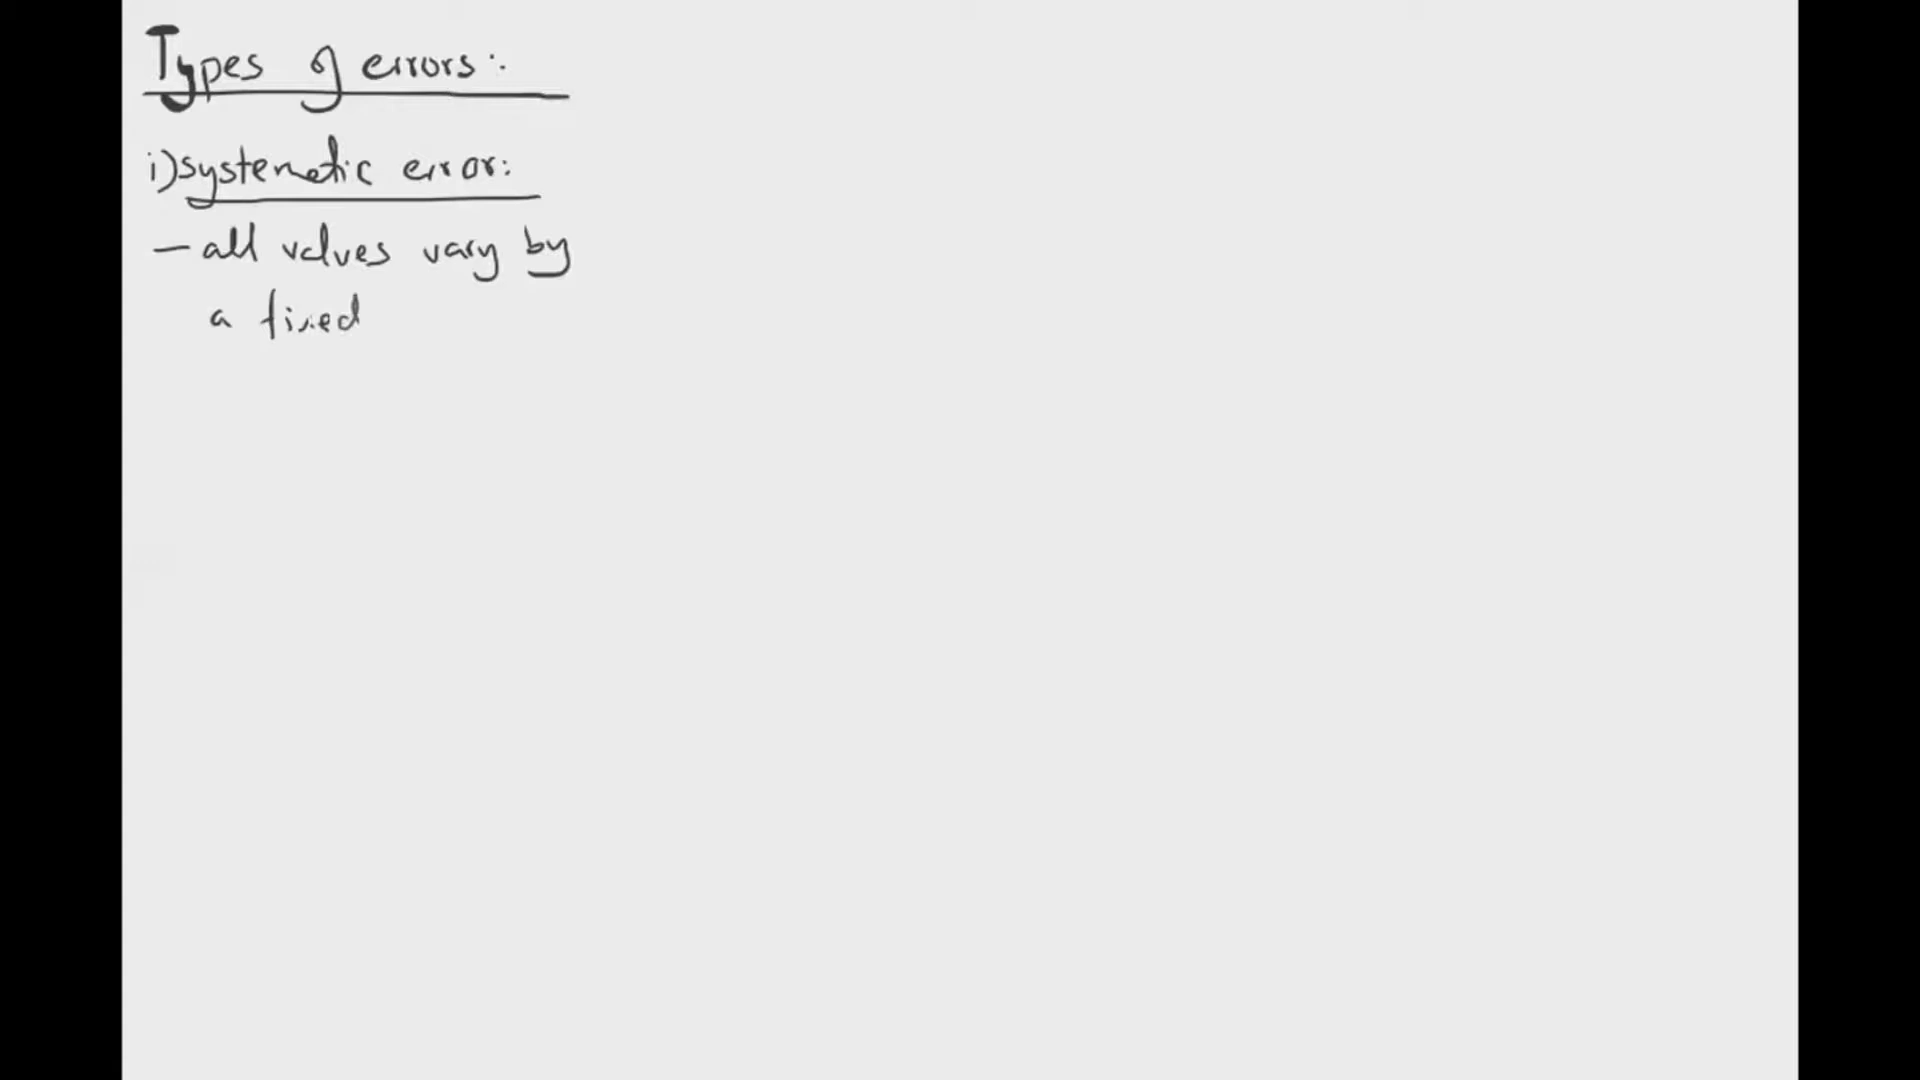 Types of errors:
i) systematic error:
- all values vary by
a fixed